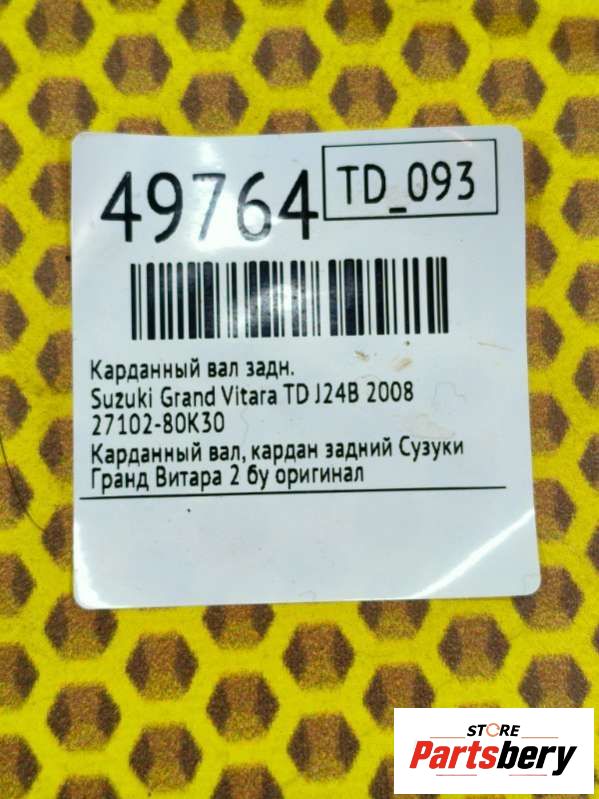 49764
TD_093
Карданный вал задн.
Suzuki Grand Vitara TD J24B 2008
27102-80K30
Карданный вал, кардан задний Сузуки
Гранд Витара 2 бу оригинал
STORE
Partsbery